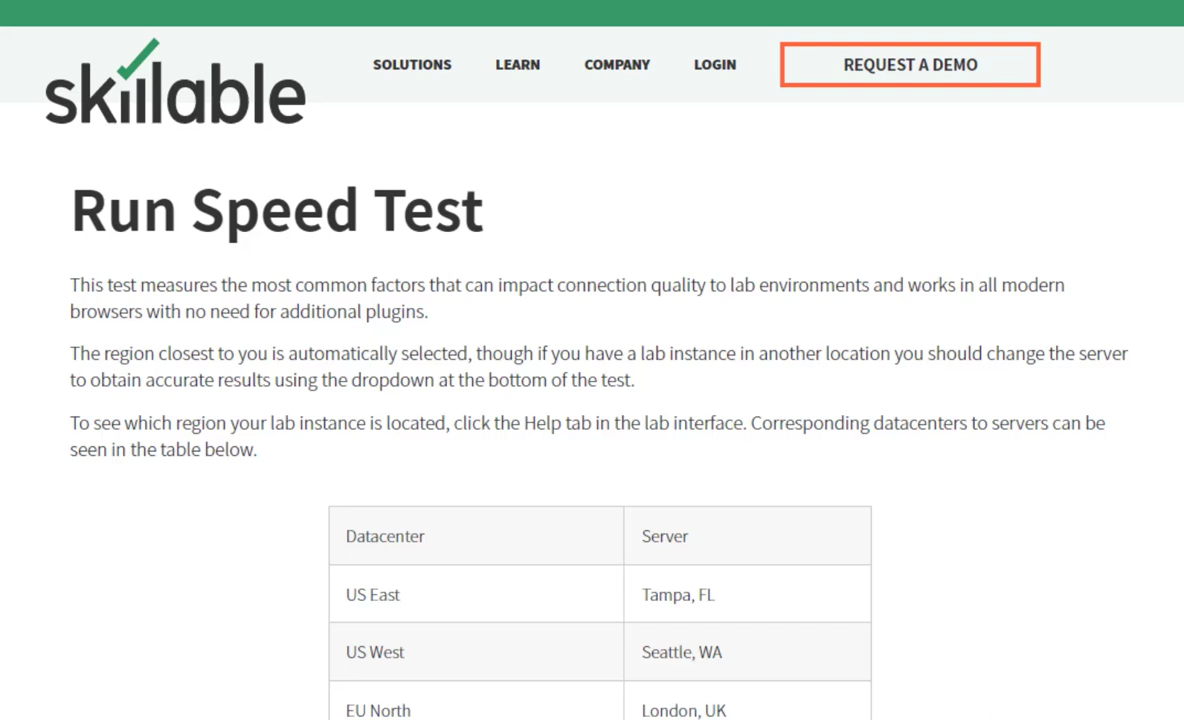 skillable
SOLUTIONS LEARN COMPANY LOGIN REQUEST A DEMO
Run Speed Test
This test measures the most common factors that can impact connection quality to lab environments and works in all modern
browsers with no need for additional plugins.
The region closest to you is automatically selected, though if you have a lab instance in another location you should change the server
to obtain accurate results using the dropdown at the bottom of the test.
To see which region your lab instance is located, click the Help tab in the lab interface. Corresponding datacenters to servers can be
seen in the table below.
Datacenter Server
US East Tampa, FL
US West Seattle, WA
EU North London, UK